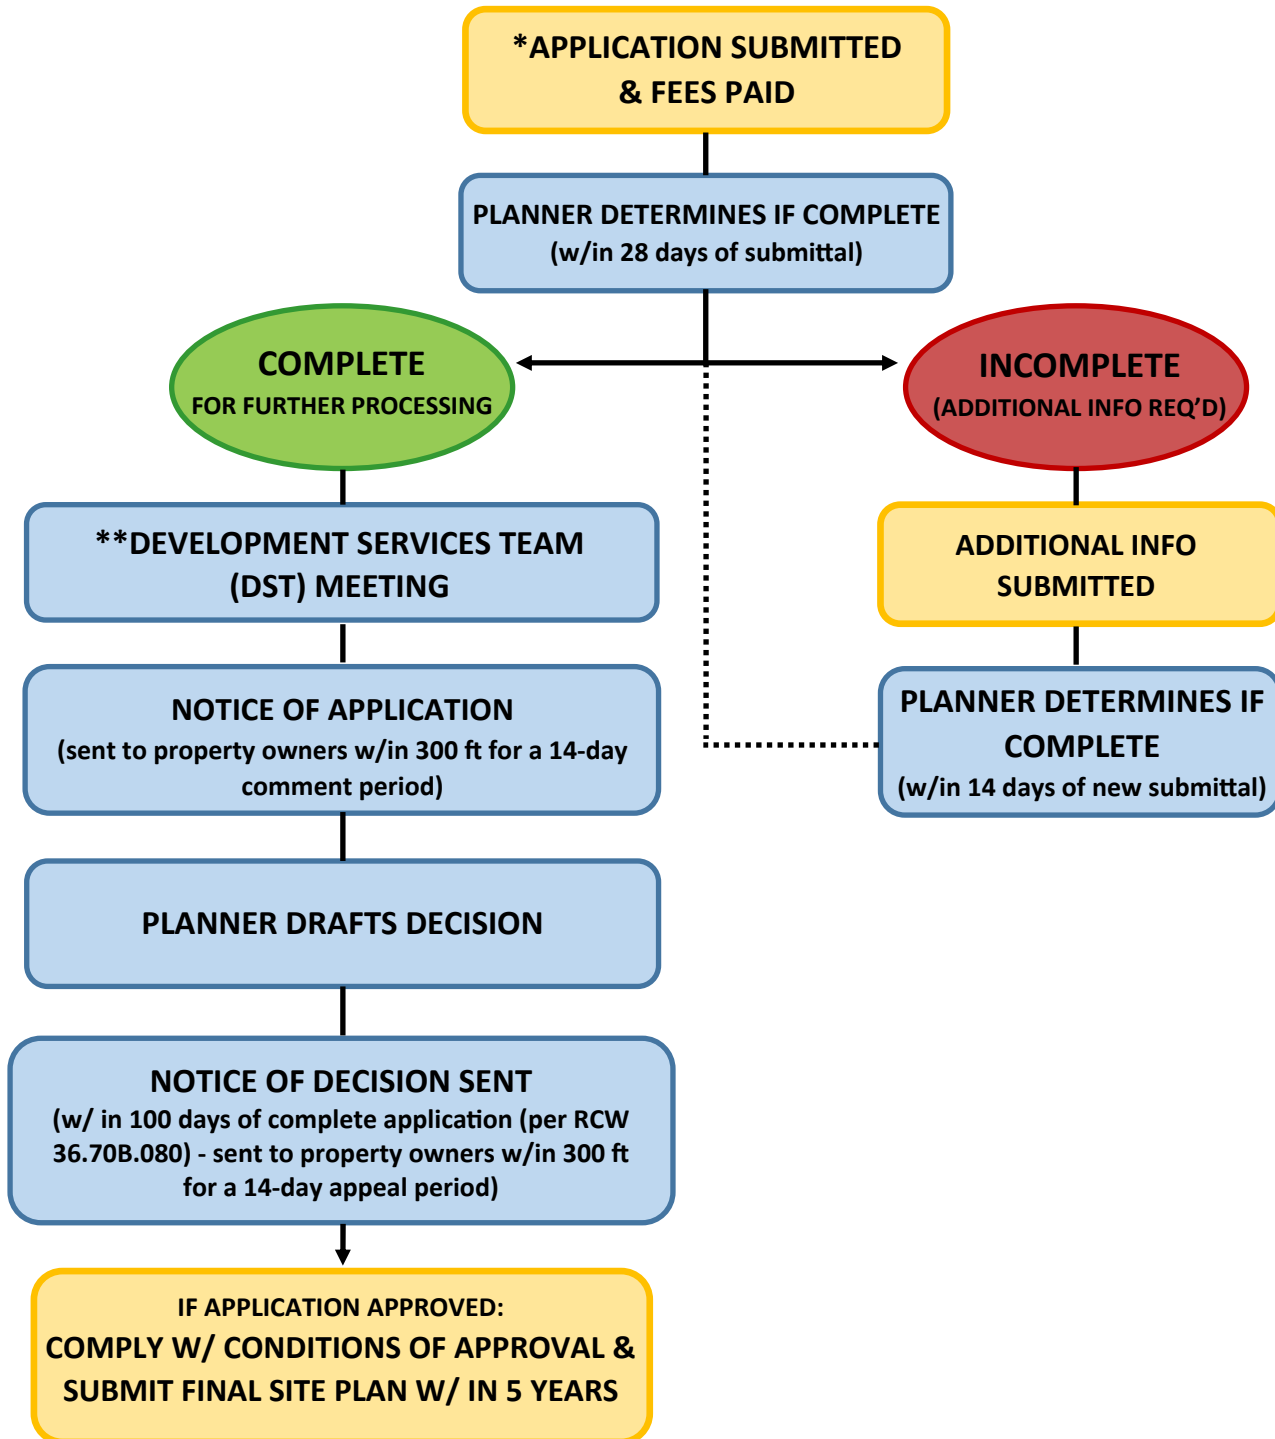 *APPLICATION SUBMITTED
& FEES PAID
PLANNER DETERMINES IF COMPLETE
(w/in 28 days of submittal)
COMPLETE
FOR FURTHER PROCESSING
INCOMPLETE
(ADDITIONAL INFO REQ’D)
**DEVELOPMENT SERVICES TEAM
(DST) MEETING
ADDITIONAL INFO
SUBMITTED
NOTICE OF APPLICATION
(sent to property owners w/in 300 ft for a 14-day
comment period)
PLANNER DETERMINES IF
COMPLETE
(w/in 14 days of new submittal)
PLANNER DRAFTS DECISION
NOTICE OF DECISION SENT
(w/ in 100 days of complete application (per RCW
36.70B.080) - sent to property owners w/in 300 ft
for a 14-day appeal period)
IF APPLICATION APPROVED:
COMPLY W/ CONDITIONS OF APPROVAL &
SUBMIT FINAL SITE PLAN W/ IN 5 YEARS